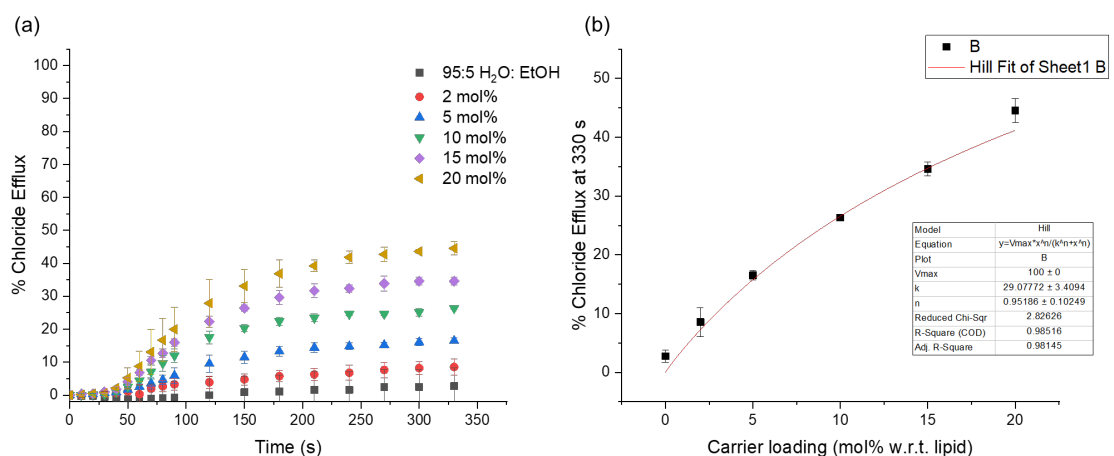 (a)
% Chloride Efflux
100
90
80
70
60
50
40
30
20
10
0
0
50
100
150
200
250
300
350
Time (s)
95:5 H₂O: EtOH
2 mol%
5 mol%
10 mol%
15 mol%
20 mol%
(b)
% Chloride Efflux at 330 s
60
50
40
30
20
10
0
0
5
10
15
20
Carrier loading (mol% w.r.t. lipid)
B
Hill Fit of Sheet1 B
Model Hill
Equation y=Vmax*x^n/(k^n+x^n)
Plot B
Vmax 100 ± 0
k 29.07772 ± 3.4094
n 0.95186 ± 0.10249
Reduced Chi-Sqr 2.82626
R-Square (COD) 0.98516
Adj. R-Square 0.98145